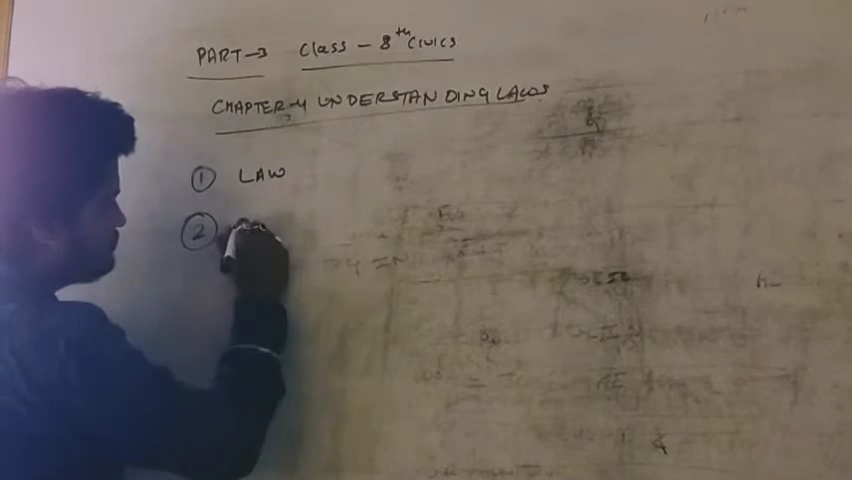 PART→3 Class - 8th Civics
CHAPTER-4 UNDERSTANDING LAWS
① LAW
②